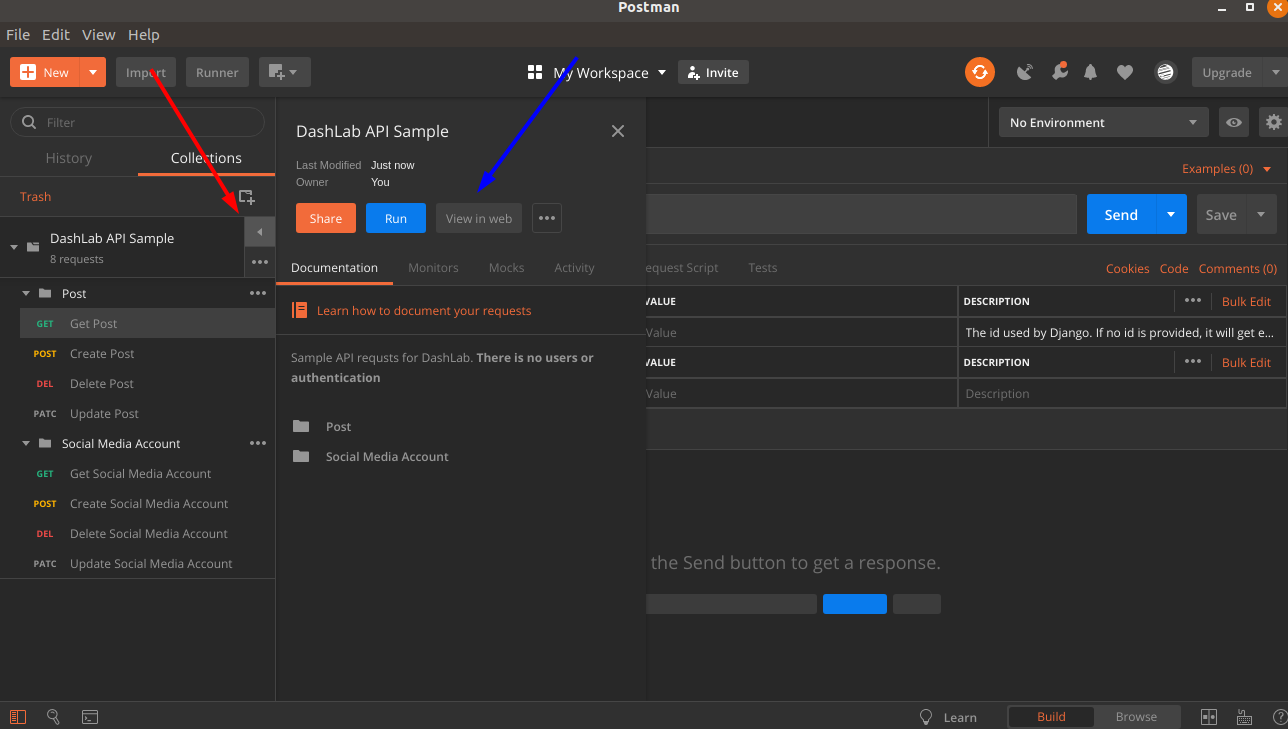 Postman
File Edit View Help
New Import Runner My Workspace Invite Upgrade
Filter
History Collections
Trash
DashLab API Sample
8 requests
Post
GET Get Post
POST Create Post
DEL Delete Post
PATC Update Post
Social Media Account
GET Get Social Media Account
POST Create Social Media Account
DEL Delete Social Media Account
PATC Update Social Media Account
DashLab API Sample
Last Modified Just now
Owner You
Share Run View in web
Documentation Monitors Mocks Activity
Learn how to document your requests
Sample API requsts for DashLab. There is no users or
authentication
Post
Social Media Account
No Environment
Examples (0)
Send Save
equest Script Tests Cookies Code Comments (0)
VALUE DESCRIPTION Bulk Edit
Value The id used by Django. If no id is provided, it will get e...
VALUE DESCRIPTION Bulk Edit
Value Description
the Send button to get a response.
Learn Build Browse